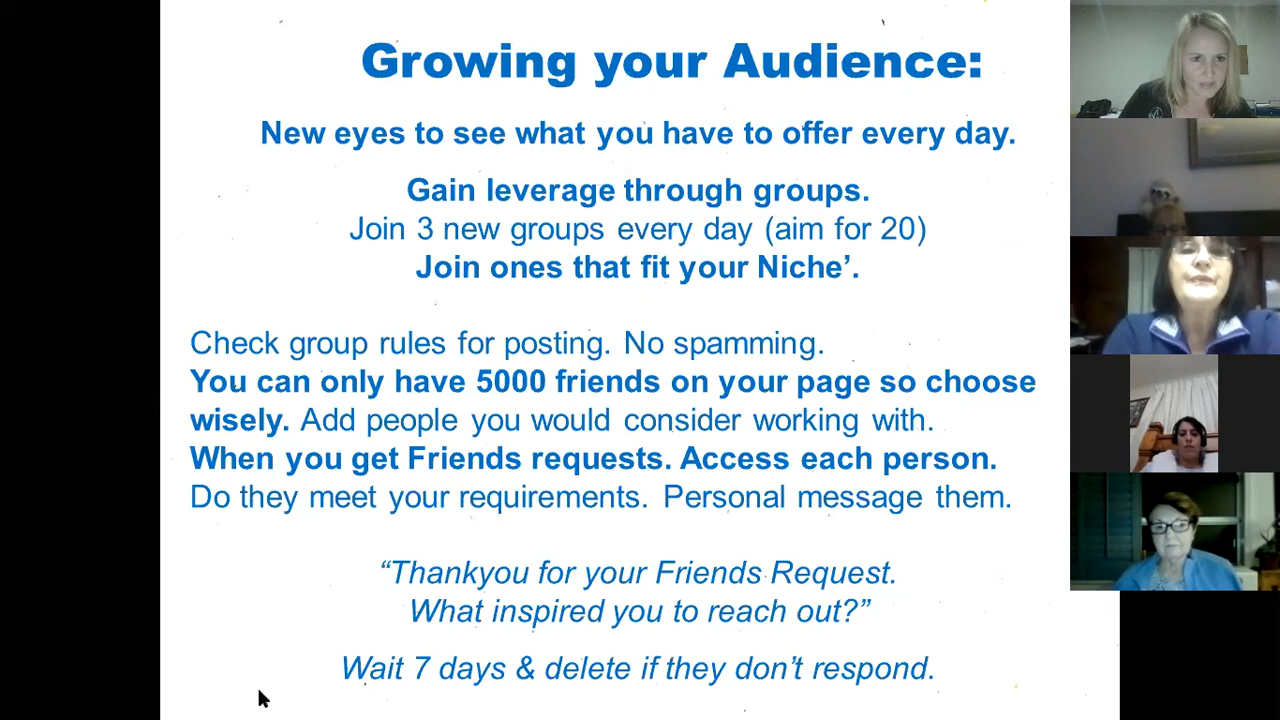 Growing your Audience:
New eyes to see what you have to offer every day.
Gain leverage through groups.
Join 3 new groups every day (aim for 20)
Join ones that fit your Niche’.
Check group rules for posting. No spamming.
You can only have 5000 friends on your page so choose
wisely. Add people you would consider working with.
When you get Friends requests. Access each person.
Do they meet your requirements. Personal message them.
“Thankyou for your Friends Request.
What inspired you to reach out?”
Wait 7 days & delete if they don’t respond.